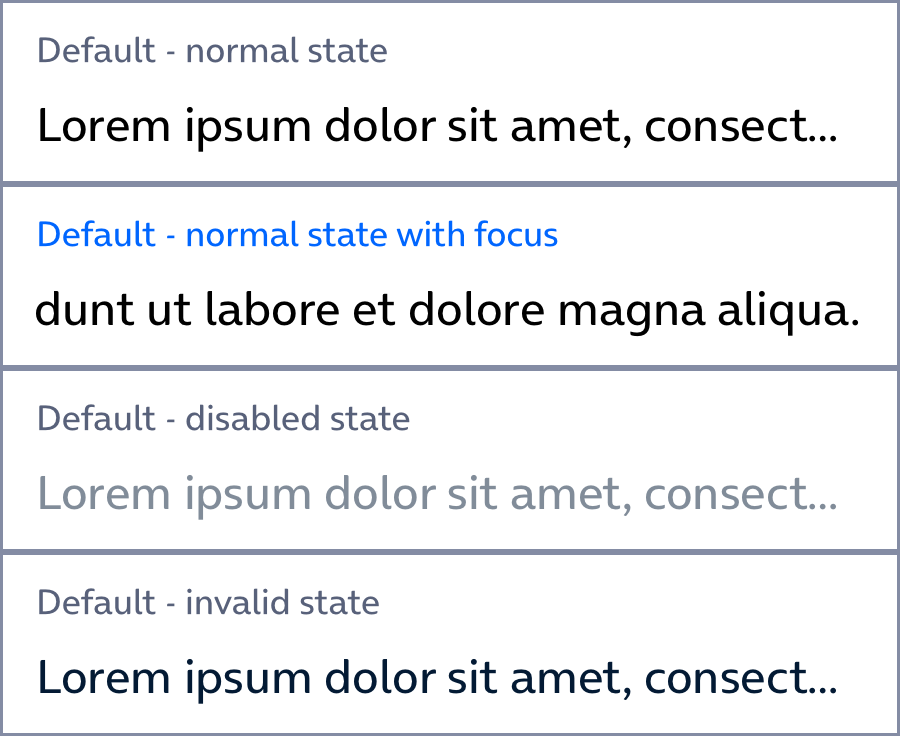 Default - normal state
Lorem ipsum dolor sit amet, consect...
Default - normal state with focus
dunt ut labore et dolore magna aliqua.
Default - disabled state
Lorem ipsum dolor sit amet, consect...
Default - invalid state
Lorem ipsum dolor sit amet, consect...